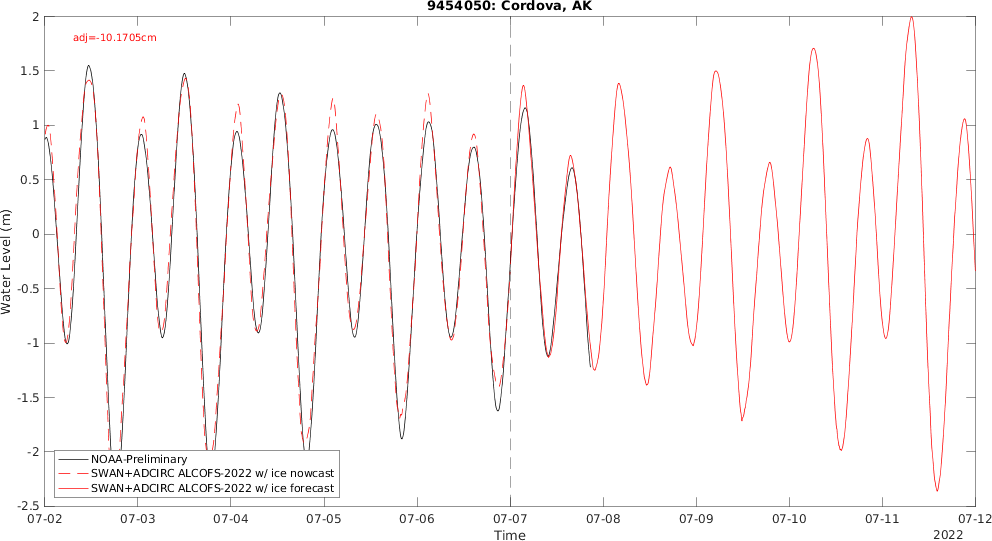 9454050: Cordova, AK
adj=-10.1705cm
2
1.5
1
0.5
0
-0.5
-1
-1.5
-2
-2.5
Water Level (m)
NOAA-Preliminary
SWAN+ADCIRC ALCOFS-2022 w/ ice nowcast
SWAN+ADCIRC ALCOFS-2022 w/ ice forecast
07-02 07-03 07-04 07-05 07-06 07-07 07-08 07-09 07-10 07-11 07-12
Time
2022